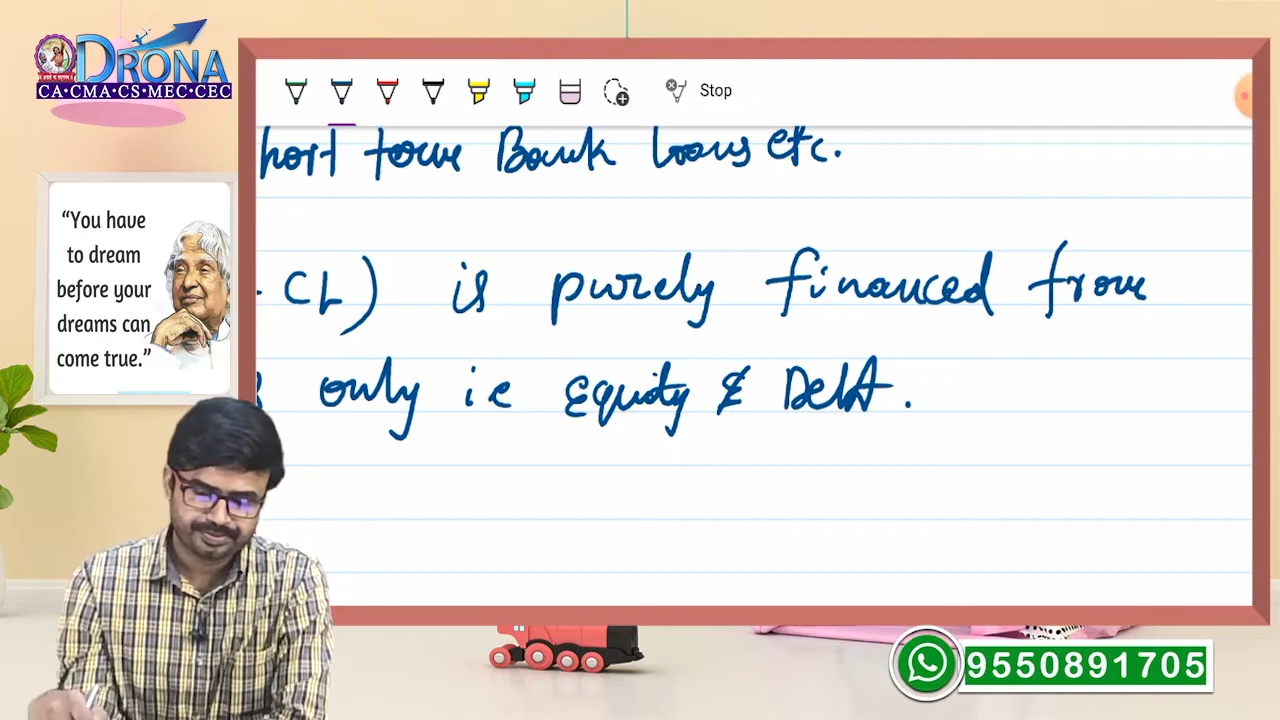 DRONA
CA•CMA•CS•MEC•CEC
Stop
hort term Bank loans etc.
“You have
to dream
before your
dreams can
come true.”
. CL) is purely financed from
only ie Equity & Debt.
9550891705